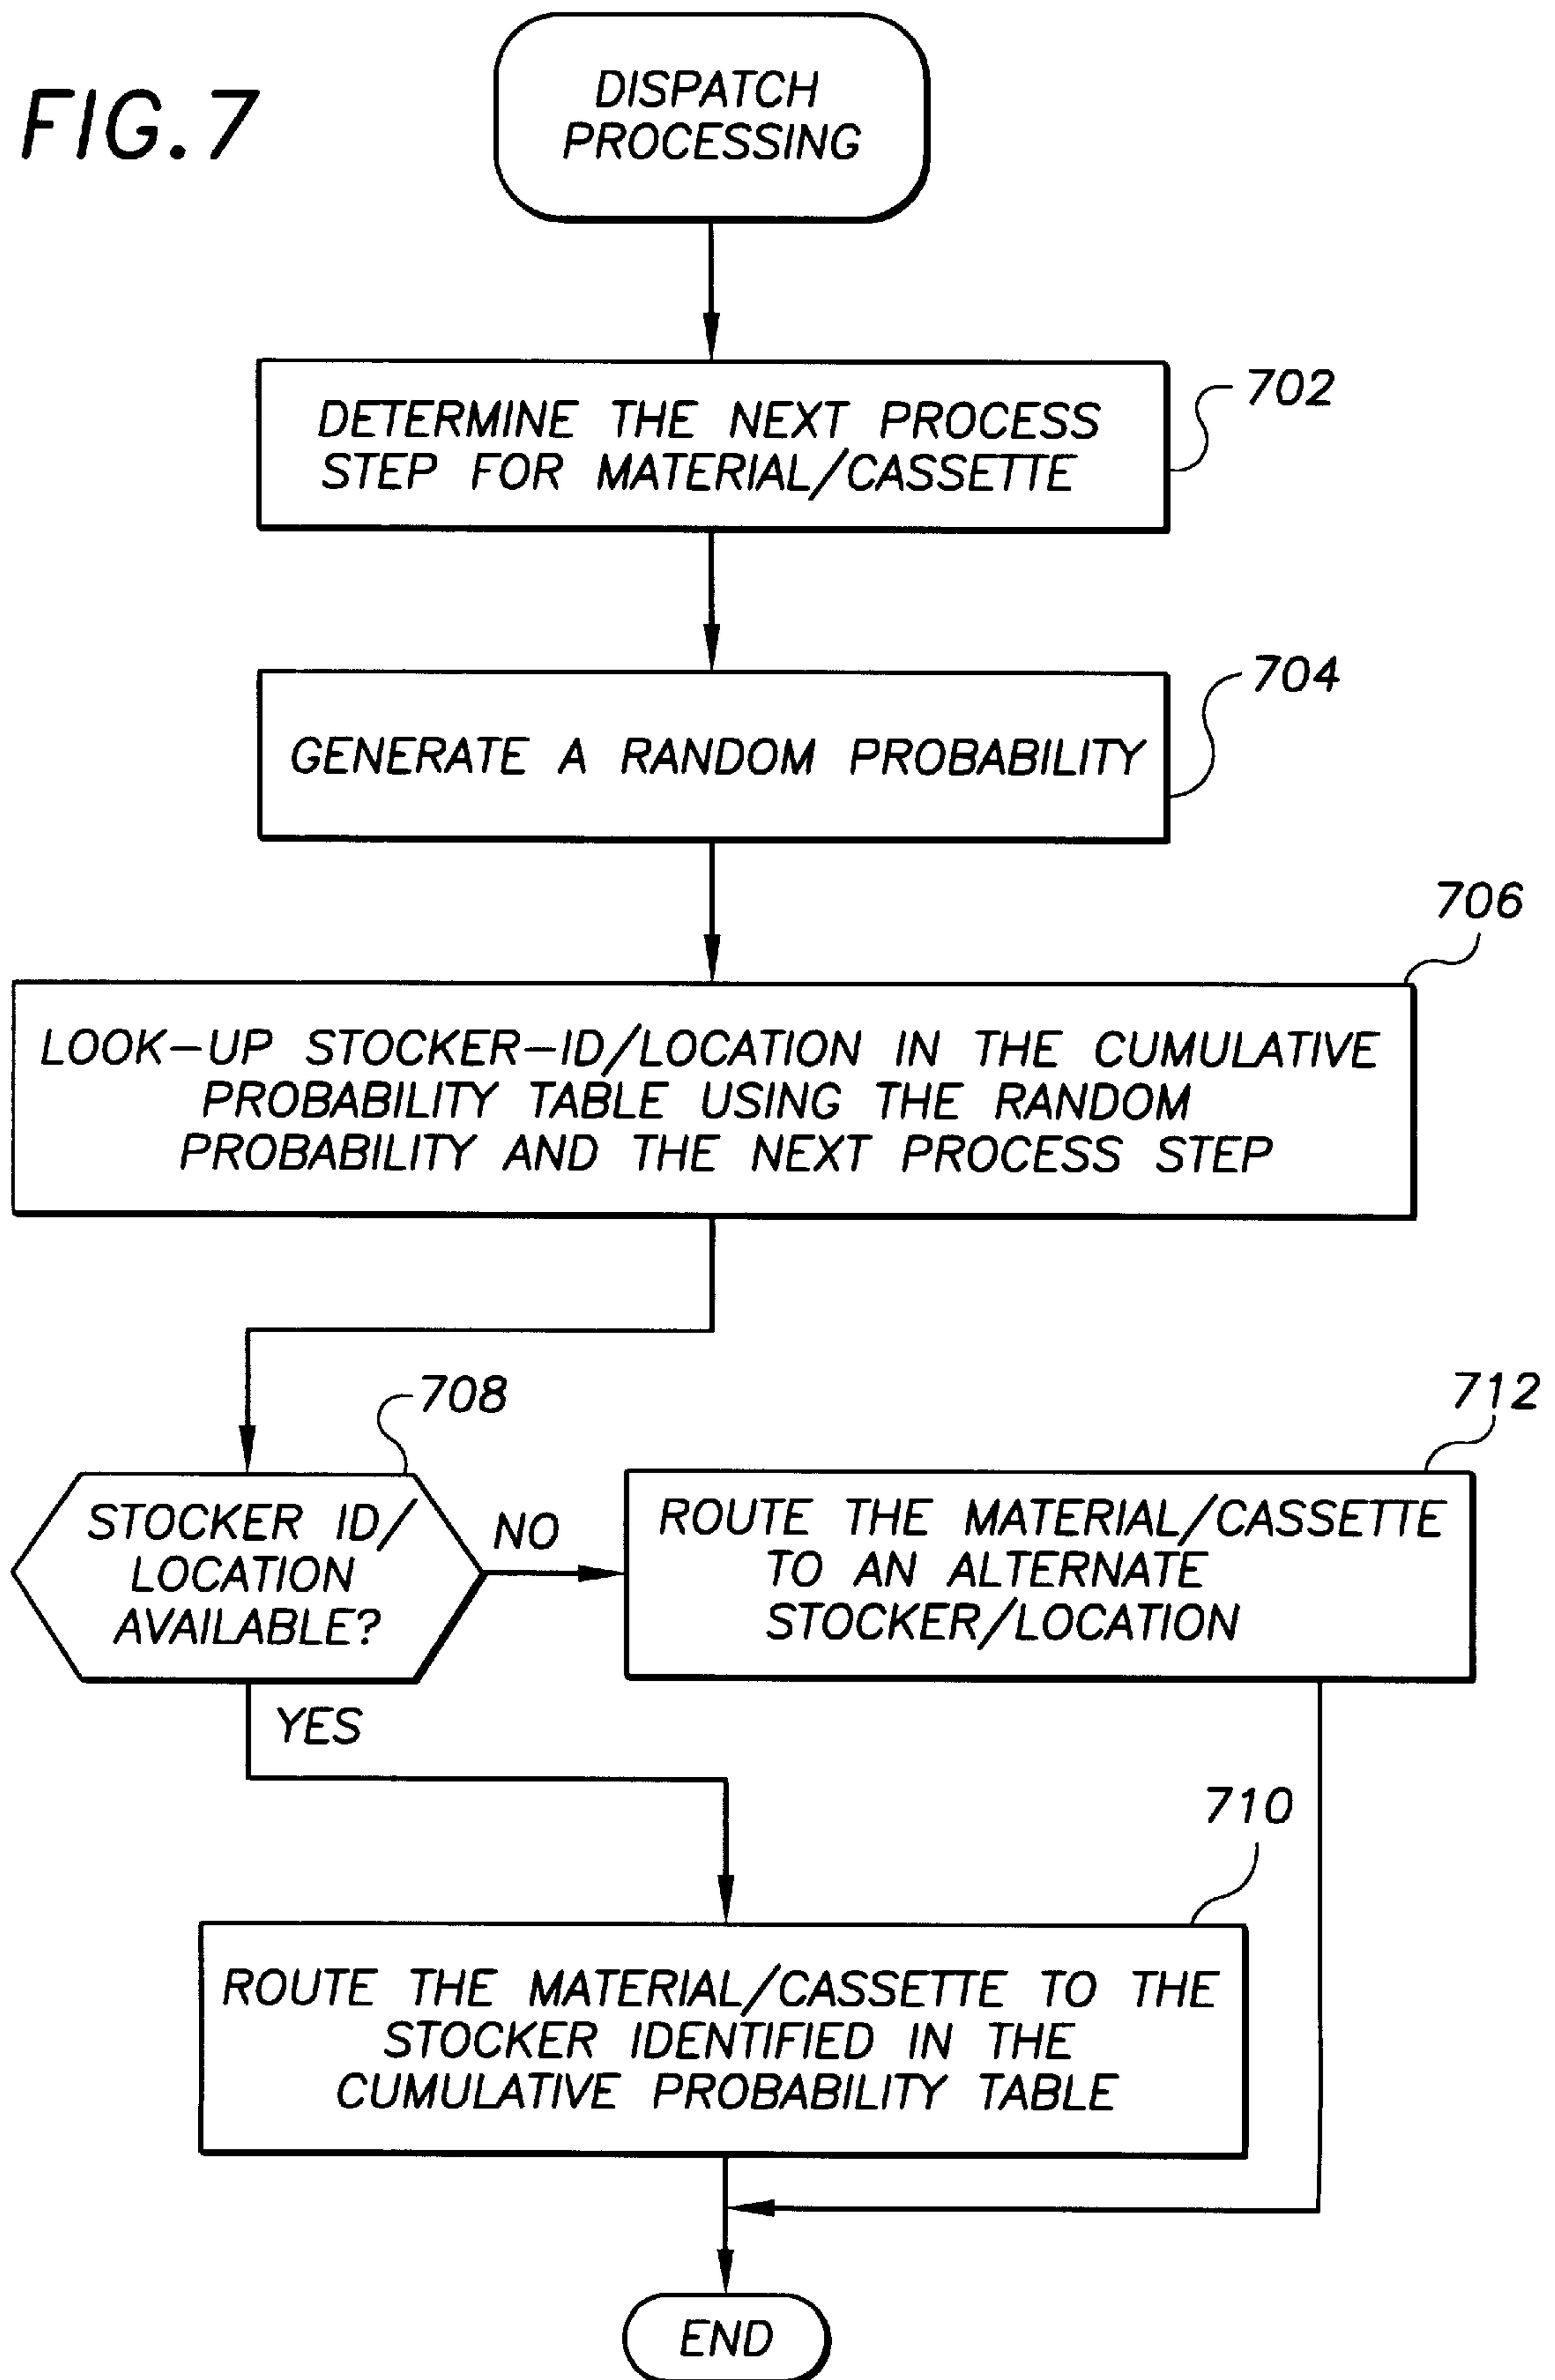 FIG.7
DISPATCH
PROCESSING
702
DETERMINE THE NEXT PROCESS
STEP FOR MATERIAL/CASSETTE
704
GENERATE A RANDOM PROBABILITY
706
LOOK-UP STOCKER-ID/LOCATION IN THE CUMULATIVE
PROBABILITY TABLE USING THE RANDOM
PROBABILITY AND THE NEXT PROCESS STEP
708
STOCKER ID/
LOCATION
AVAILABLE?
NO
YES
712
ROUTE THE MATERIAL/CASSETTE
TO AN ALTERNATE
STOCKER/LOCATION
710
ROUTE THE MATERIAL/CASSETTE TO THE
STOCKER IDENTIFIED IN THE
CUMULATIVE PROBABILITY TABLE
END